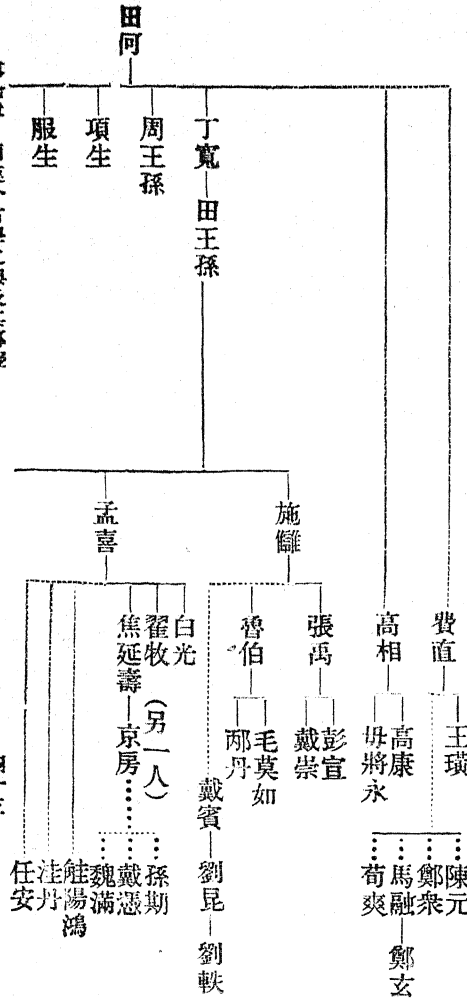 田何
費直
王璜
陳元
鄭衆
馬融
鄭玄
荀爽
高相
高康
毋將永
丁寬
田王孫
施讎
張禹
彭宣
戴崇
魯伯
毛莫如
邴丹
戴賓
劉昆
劉軼
孟喜
白光
翟牧
焦延壽
京房
(另一人)
孫期
戴憑
魏滿
觟陽鴻
洼丹
任安
周王孫
項生
服生